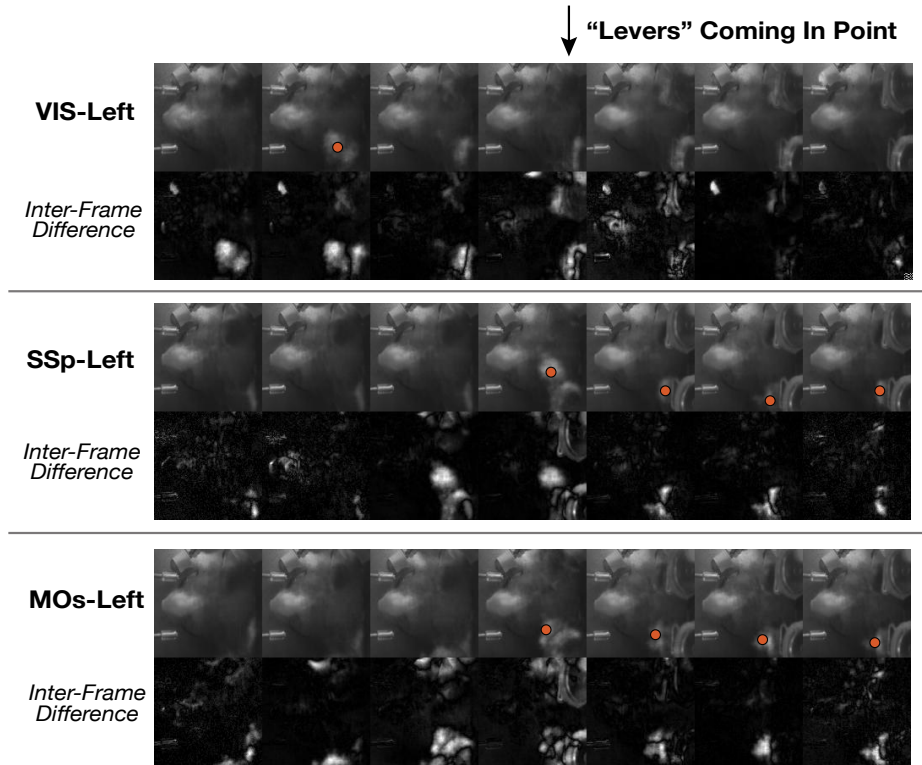 “Levers” Coming In Point
VIS-Left
Inter-Frame
Difference
SSp-Left
Inter-Frame
Difference
MOs-Left
Inter-Frame
Difference